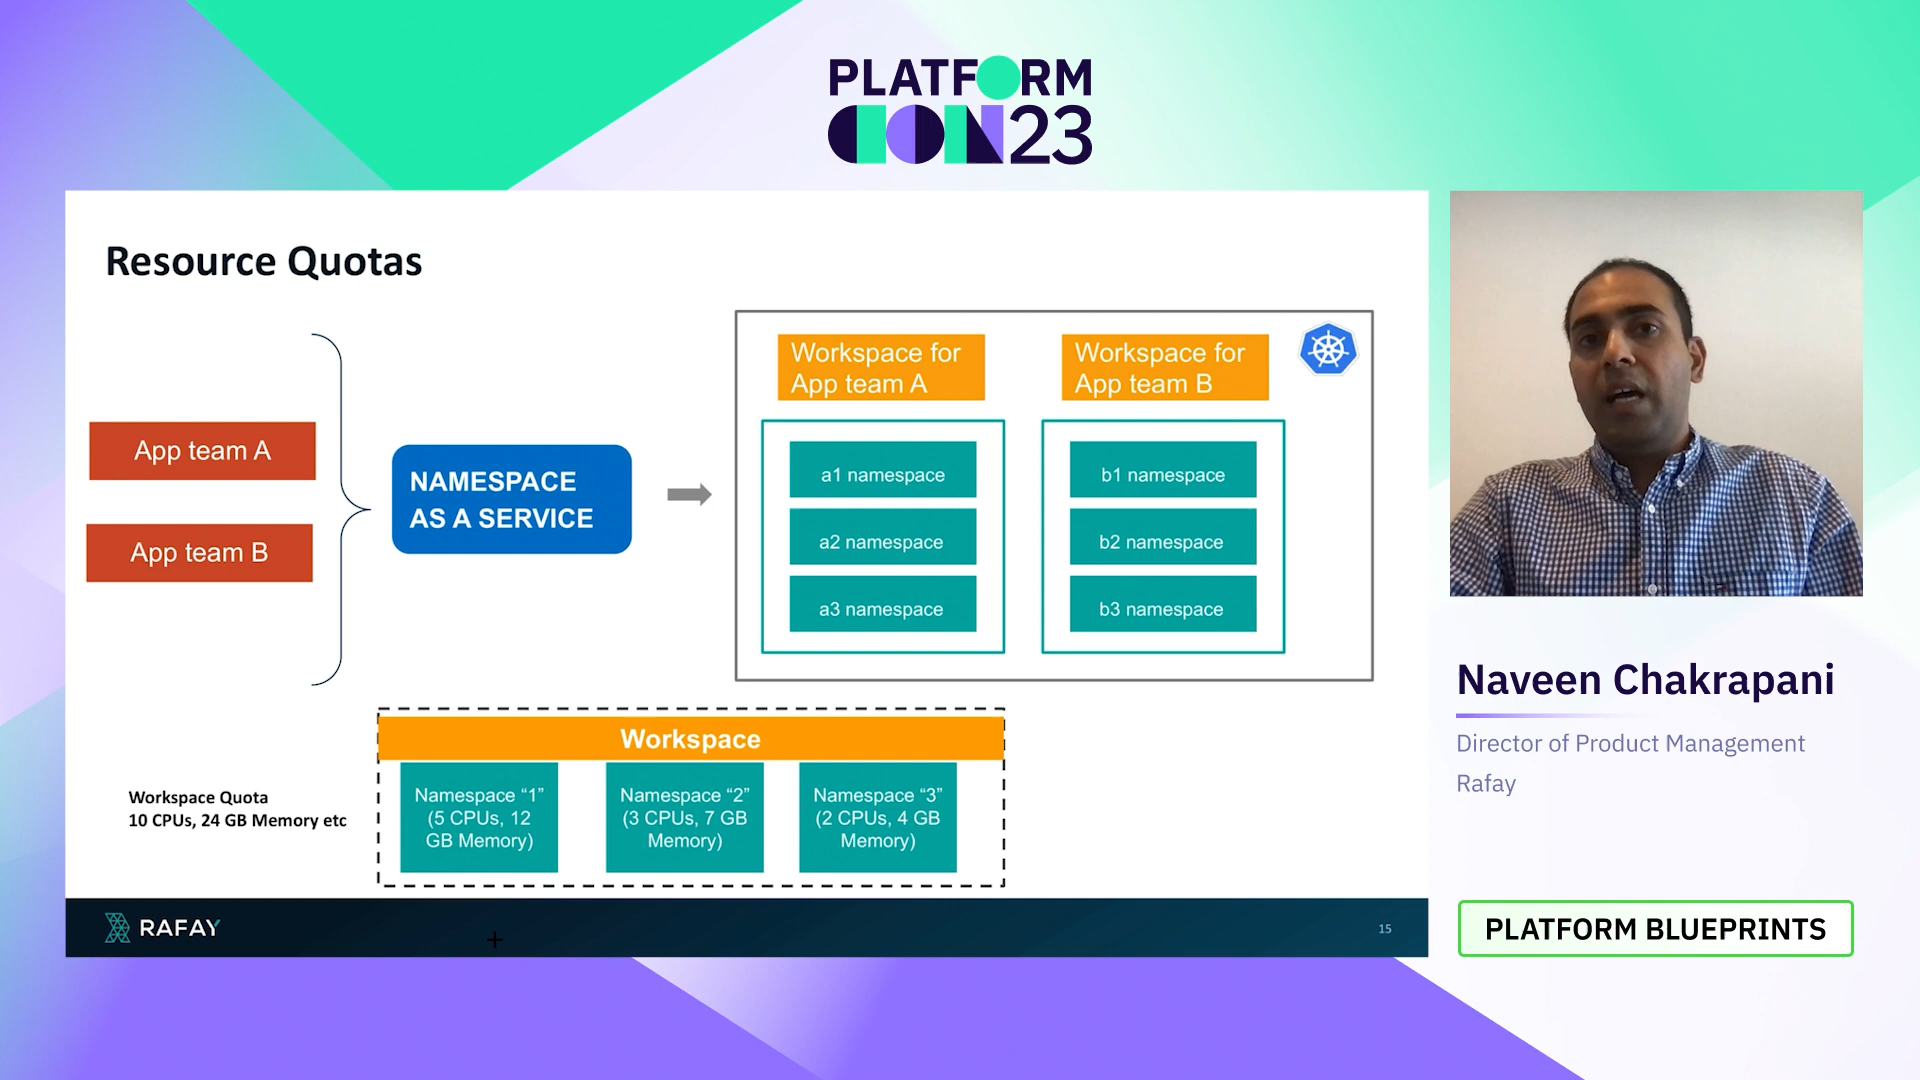 PLATFORM
CON23
Resource Quotas
App team A
App team B
NAMESPACE
AS A SERVICE
Workspace for
App team A
a1 namespace
a2 namespace
a3 namespace
Workspace for
App team B
b1 namespace
b2 namespace
b3 namespace
Workspace Quota
10 CPUs, 24 GB Memory etc
Workspace
Namespace “1”
(5 CPUs, 12
GB Memory)
Namespace “2”
(3 CPUs, 7 GB
Memory)
Namespace “3”
(2 CPUs, 4 GB
Memory)
RAFAY
15
Naveen Chakrapani
Director of Product Management
Rafay
PLATFORM BLUEPRINTS